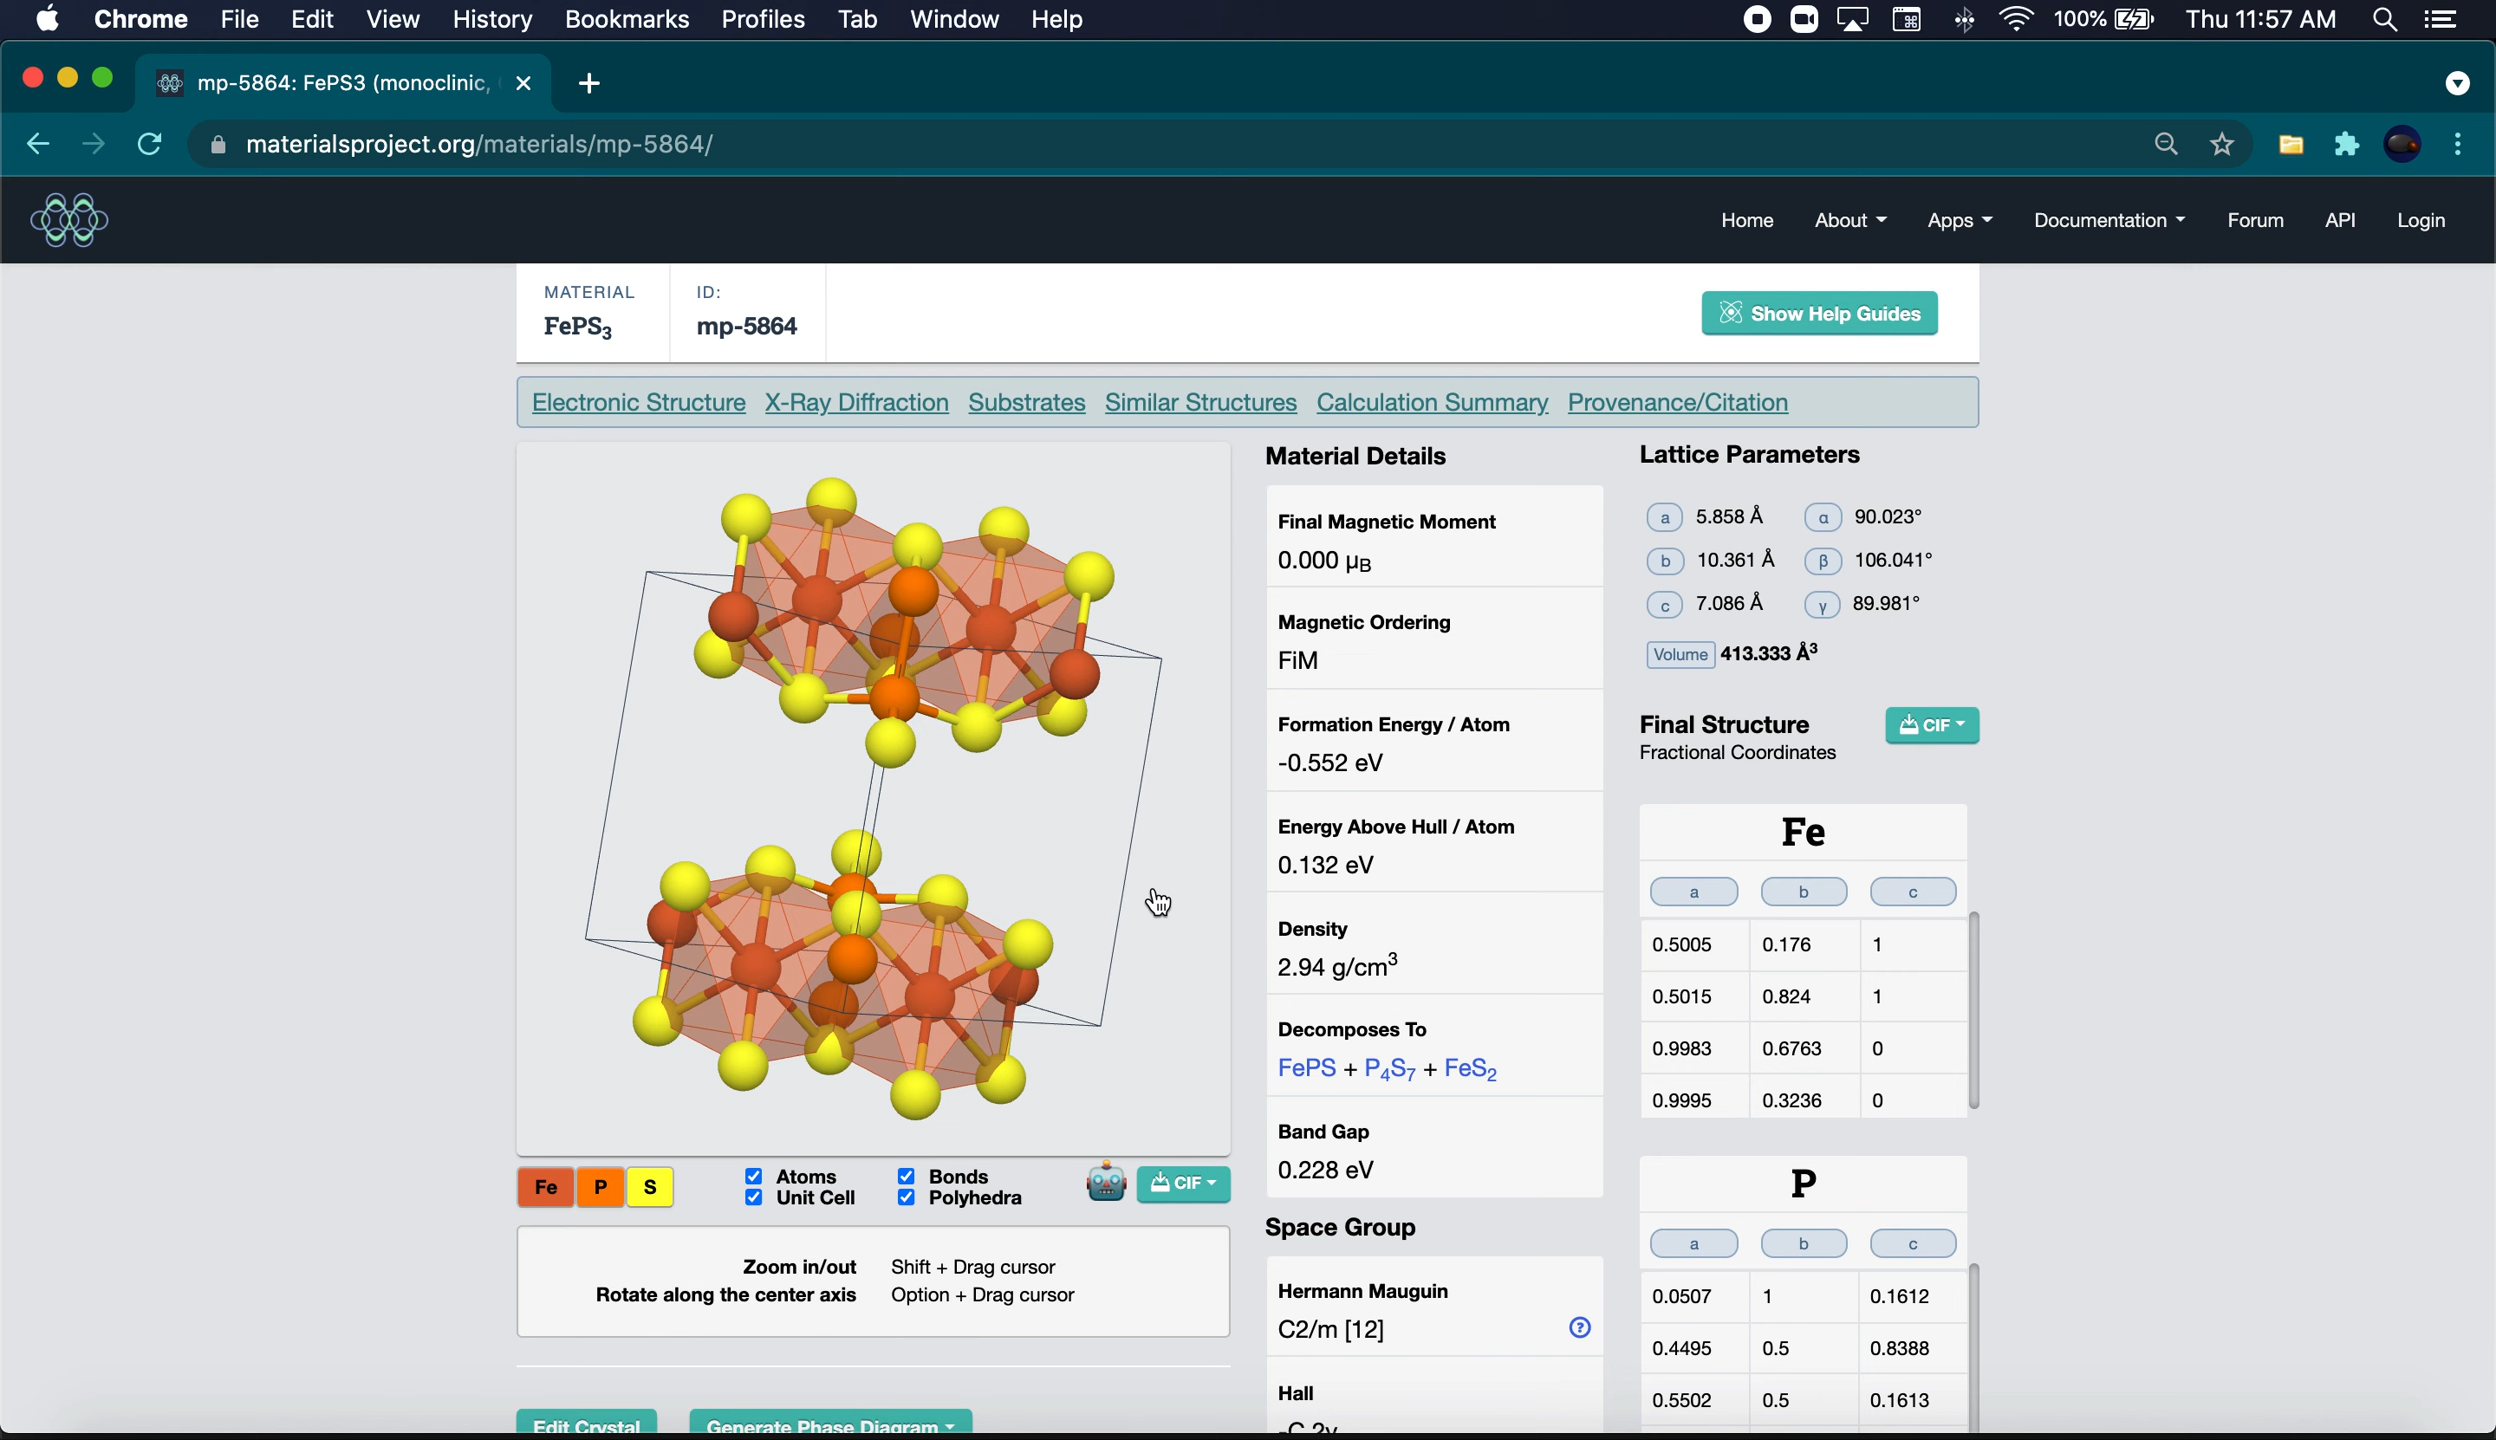 Chrome File Edit View History Bookmarks Profiles Tab Window Help 100% Thu 11:57 AM
mp-5864: FePS3 (monoclinic,
materialsproject.org/materials/mp-5864/
Home About Apps Documentation Forum API Login
MATERIAL ID:
FePS₃ mp-5864
Show Help Guides
Electronic Structure X-Ray Diffraction Substrates Similar Structures Calculation Summary Provenance/Citation
Fe P S
Atoms Bonds
Unit Cell Polyhedra
CIF
Zoom in/out Shift + Drag cursor
Rotate along the center axis Option + Drag cursor
Edit Crystal Generate Phase Diagram
Material Details
Final Magnetic Moment
0.000 μB
Magnetic Ordering
FiM
Formation Energy / Atom
-0.552 eV
Energy Above Hull / Atom
0.132 eV
Density
2.94 g/cm³
Decomposes To
FePS + P₄S₇ + FeS₂
Band Gap
0.228 eV
Space Group
Hermann Mauguin
C2/m [12] ?
Hall
-C 2y
Lattice Parameters
a 5.858 Å α 90.023°
b 10.361 Å β 106.041°
c 7.086 Å γ 89.981°
Volume 413.333 Å³
Final Structure
CIF
Fractional Coordinates
Fe
a b c
0.5005 0.176 1
0.5015 0.824 1
0.9983 0.6763 0
0.9995 0.3236 0
P
a b c
0.0507 1 0.1612
0.4495 0.5 0.8388
0.5502 0.5 0.1613